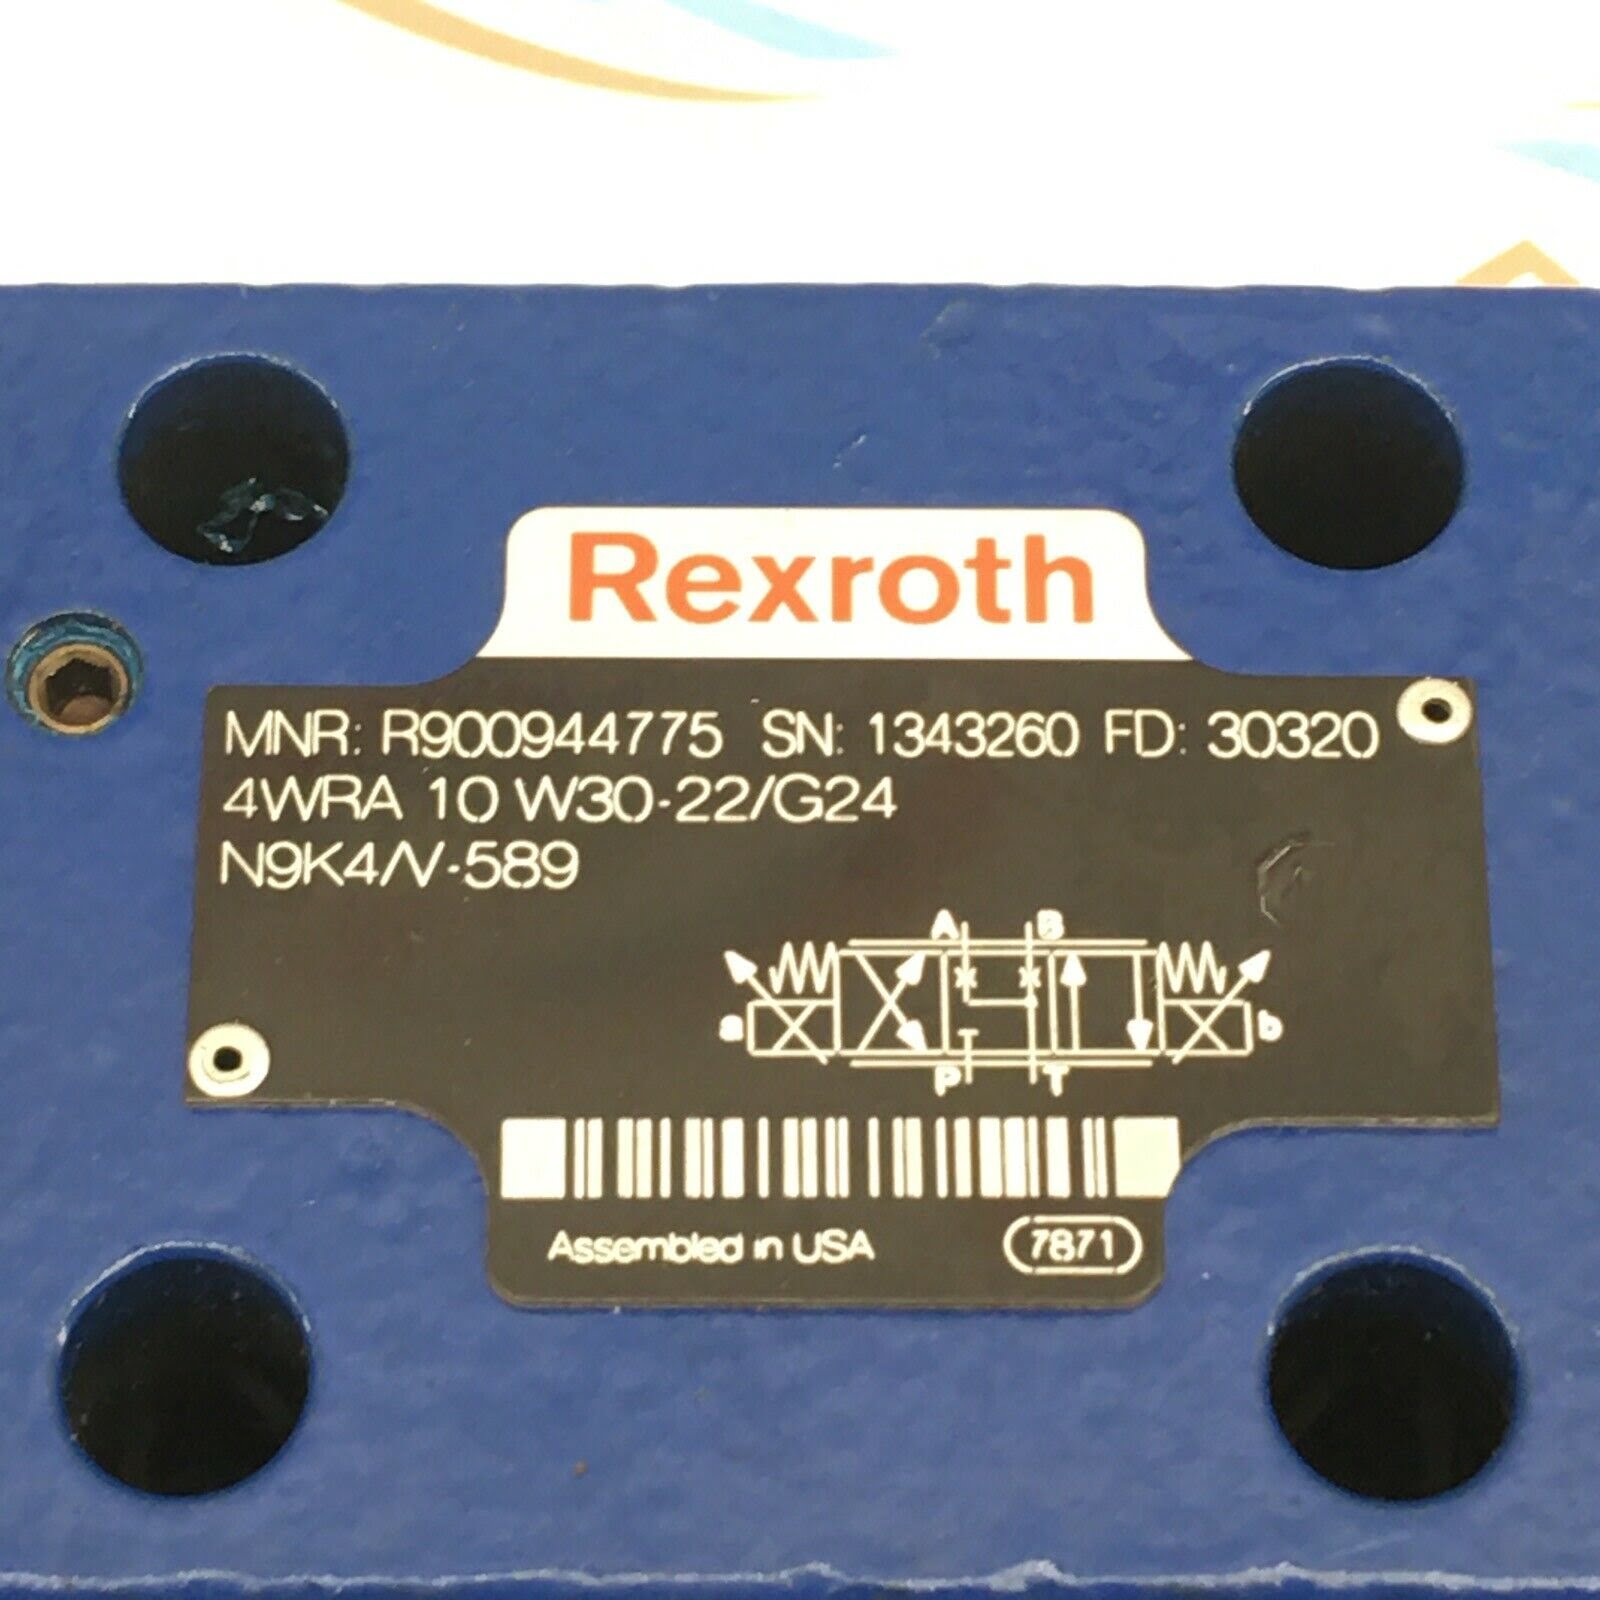 Rexroth
MNR: R900944775 SN: 1343260 FD: 30320
4WRA 10 W30-22/G24
N9K4/V-589
A B
a b
P T
Assembled in USA 7871